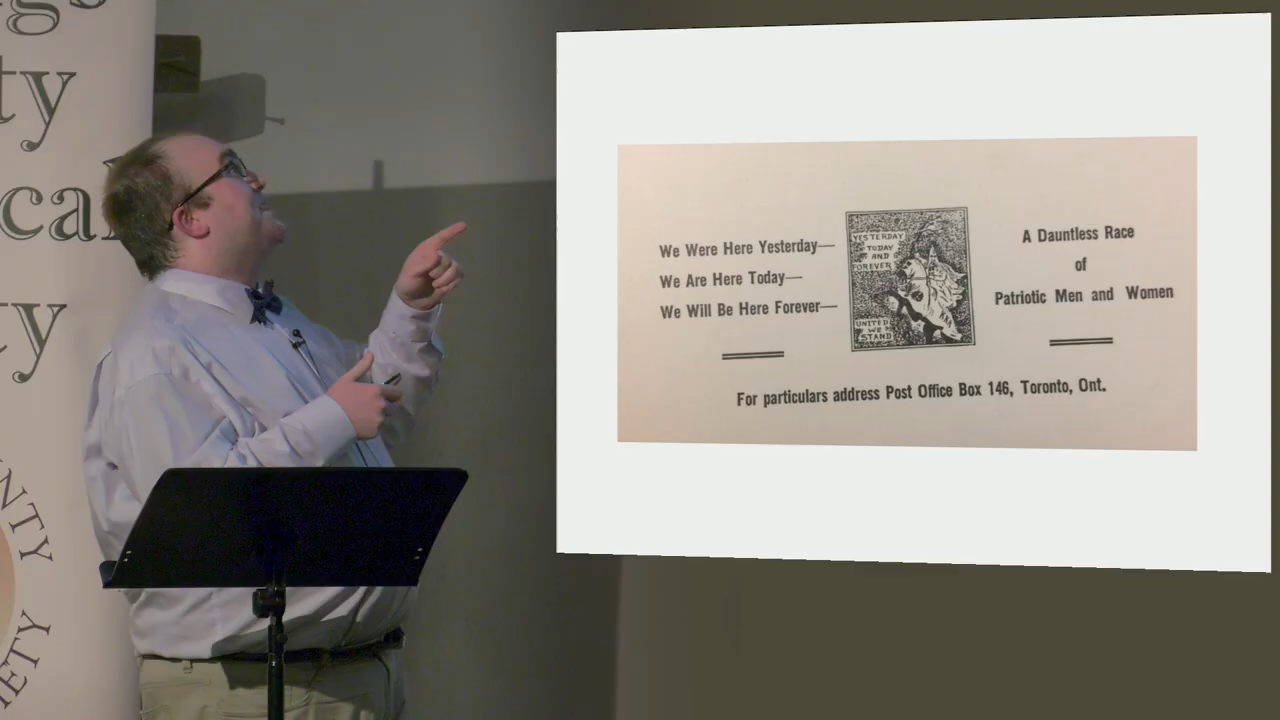 ty
ca
ty
NTY
IETY
We Were Here Yesterday—
We Are Here Today—
We Will Be Here Forever—
YESTERDAY
TODAY
AND
FOREVER
UNITED
WE
STAND
A Dauntless Race
of
Patriotic Men and Women
For particulars address Post Office Box 146, Toronto, Ont.